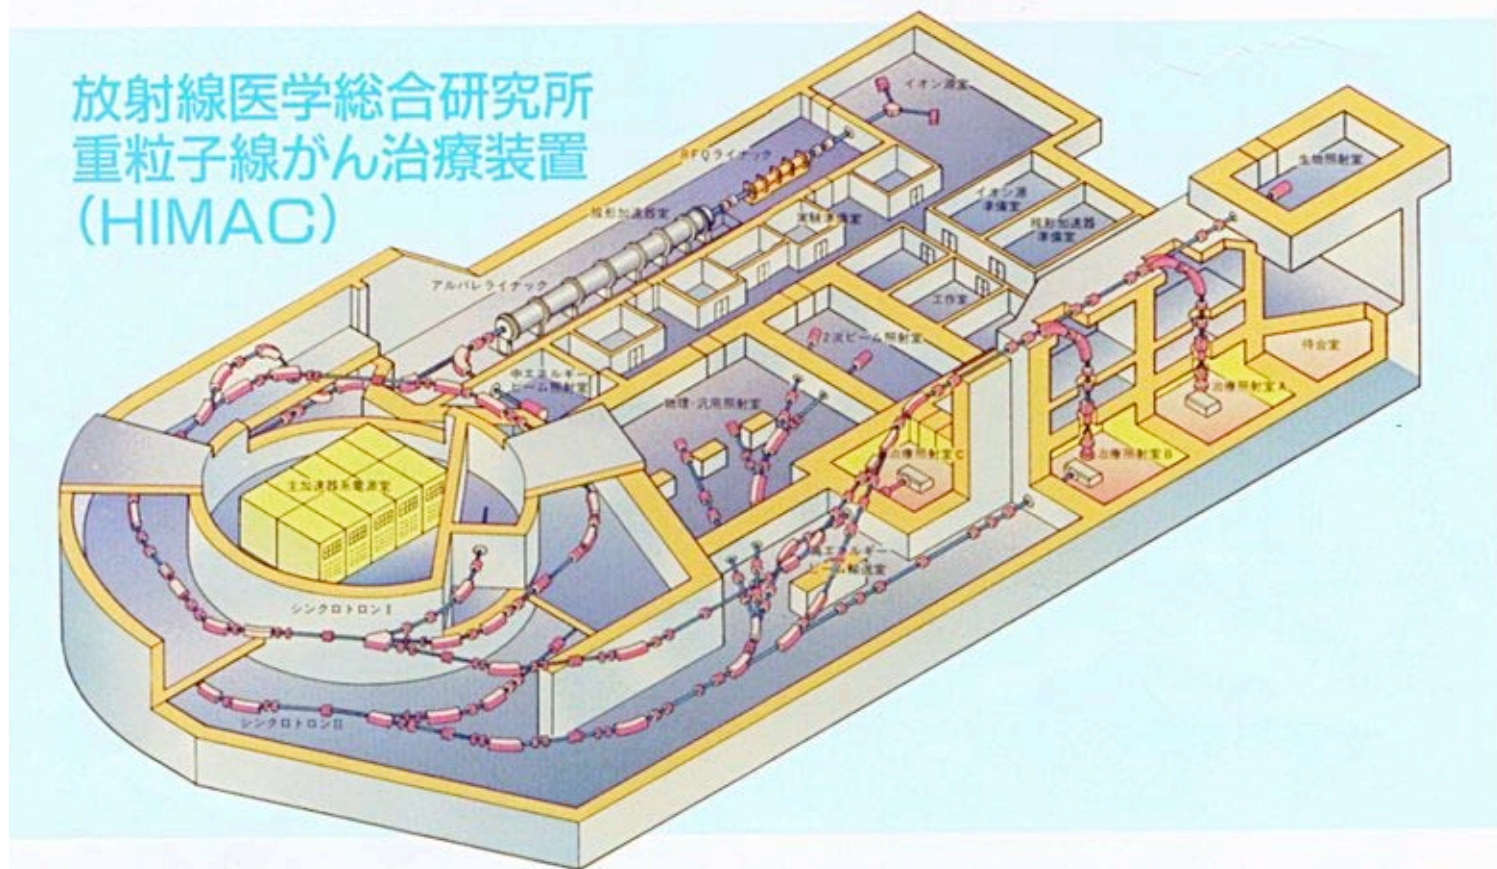 放射線医学総合研究所
重粒子線がん治療装置
(HIMAC)
イオン源室
RFQライナック
線形加速器室
アルバレライナック
実験準備室
イオン源
準備室
線形加速器
準備室
工作室
生物照射室
待合室
治療照射室A
治療照射室B
治療照射室C
2次ビーム照射室
中エネルギー
ビーム照射室
物理・汎用照射室
主加速器系電源室
高エネルギー
ビーム輸送室
シンクロトロンⅠ
シンクロトロンⅡ